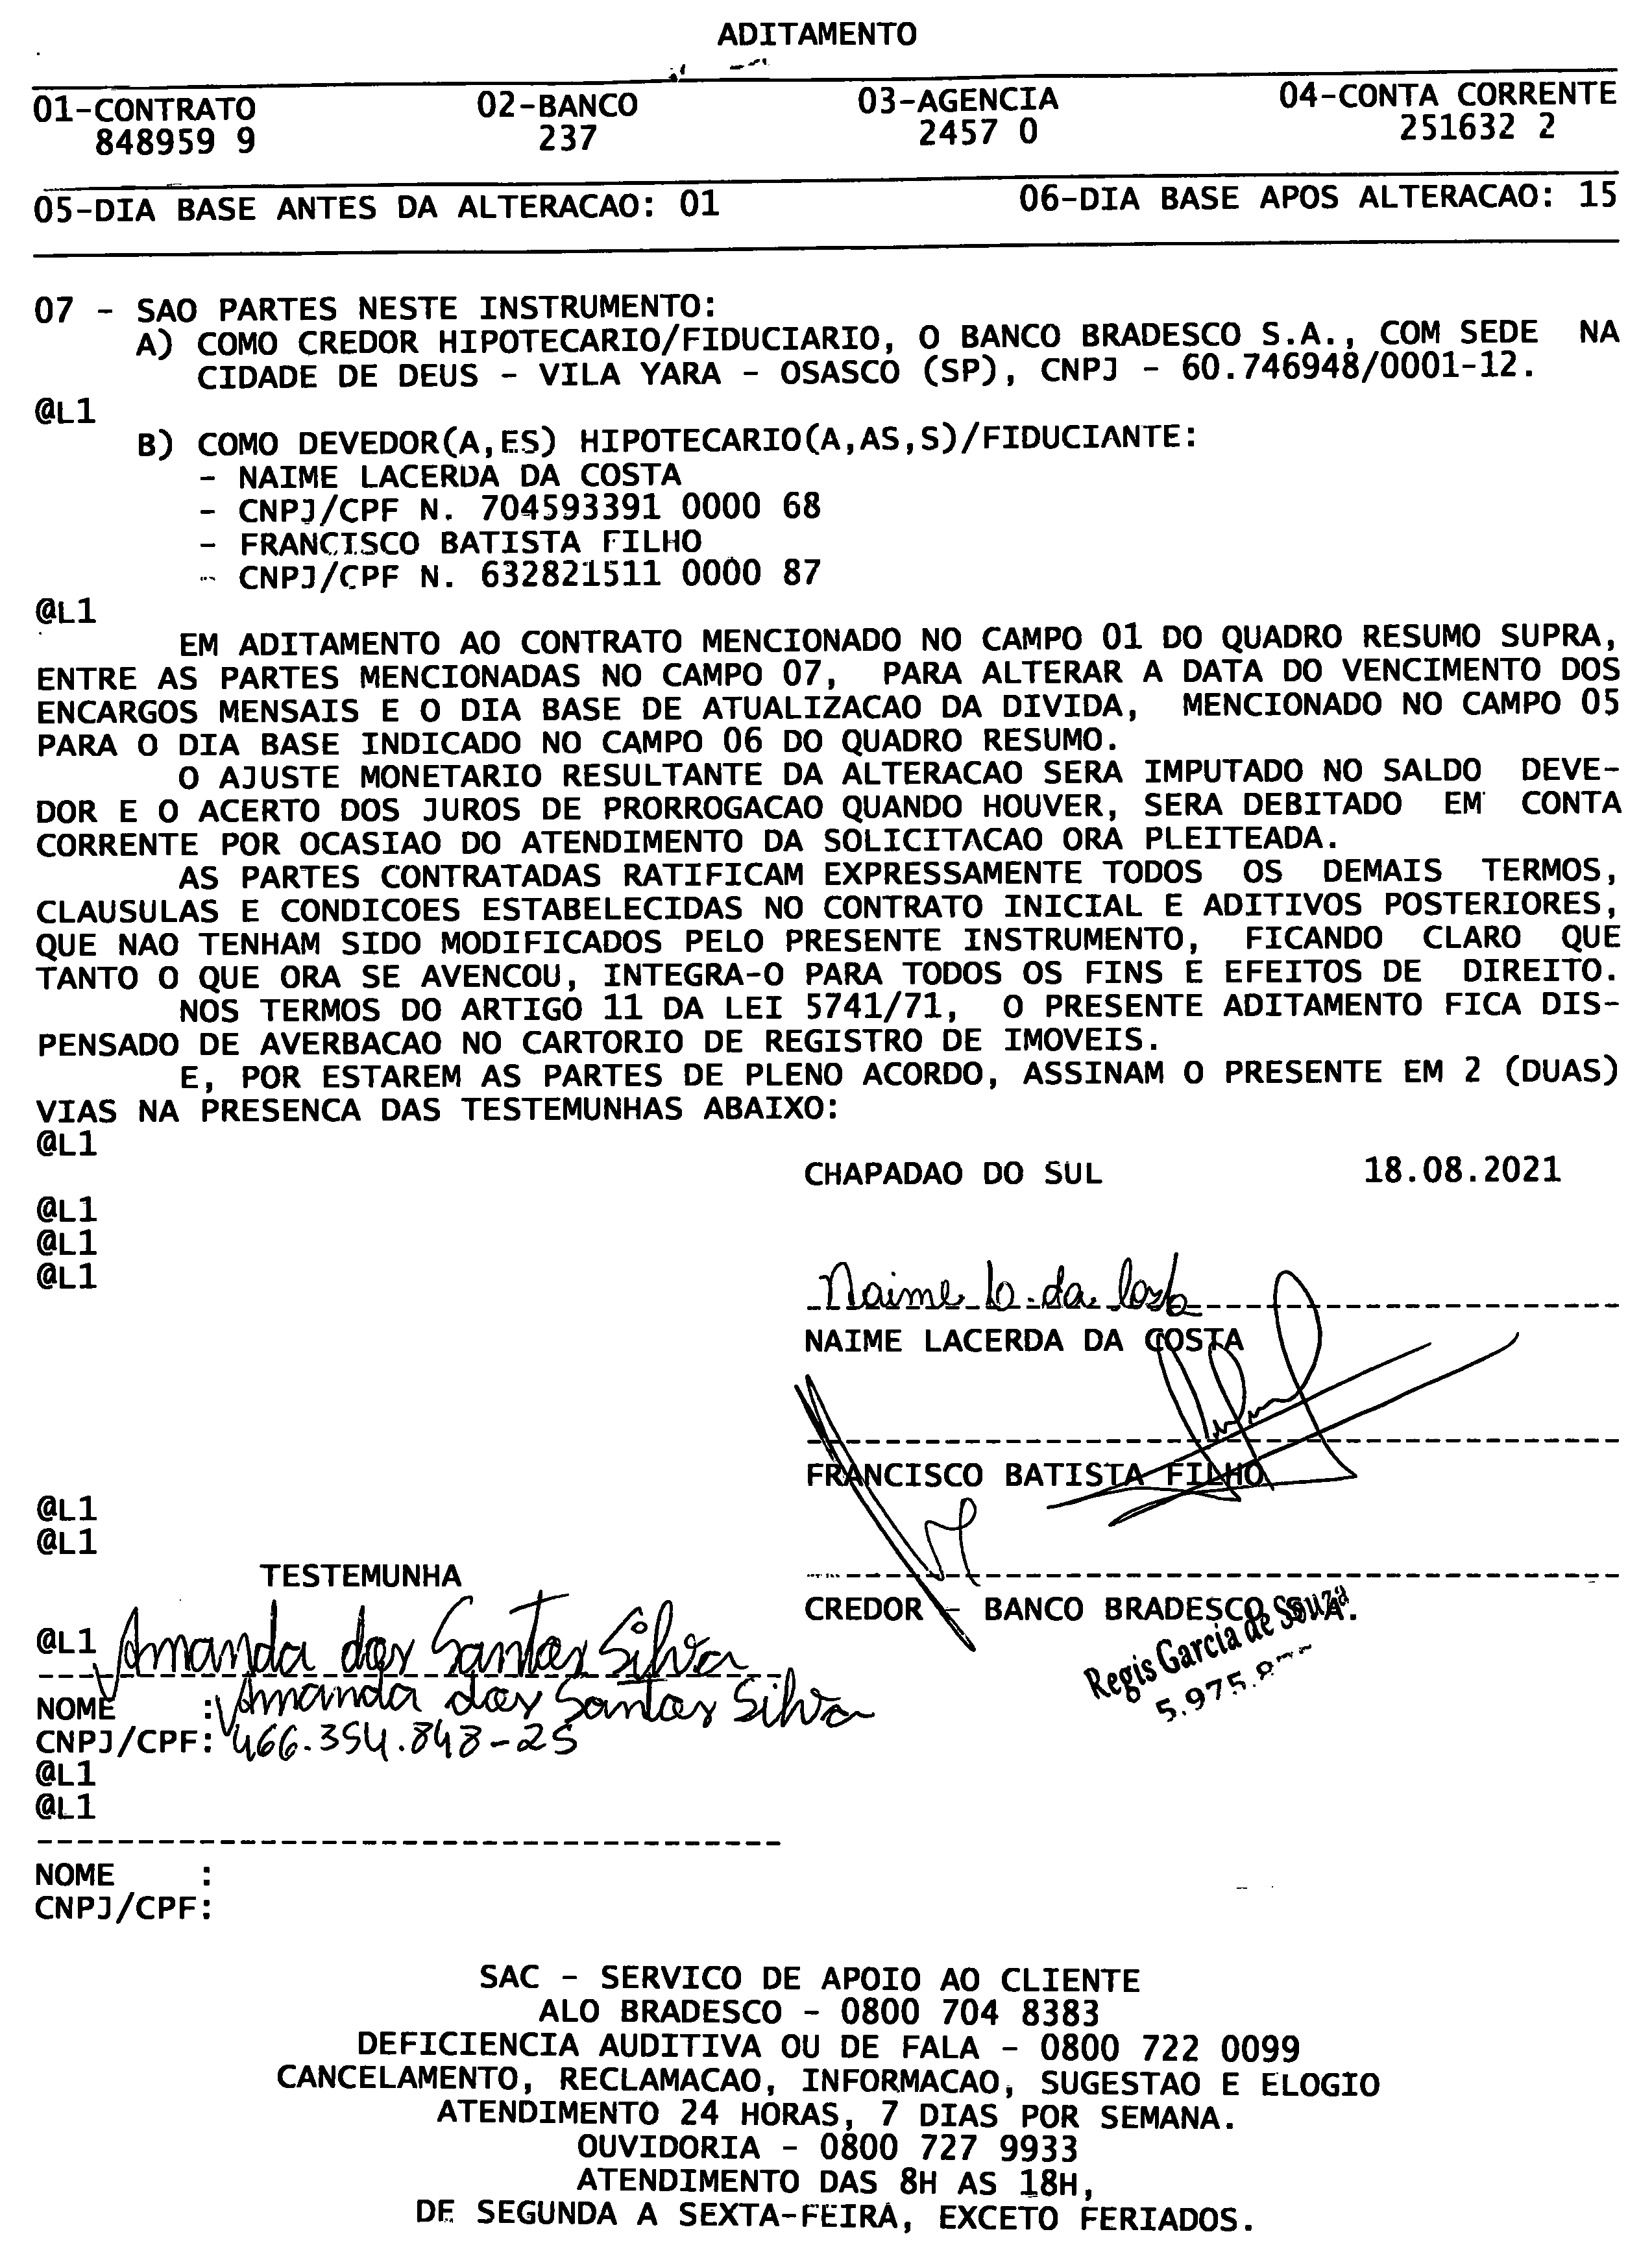 ADITAMENTO
01-CONTRATO 02-BANCO 03-AGENCIA 04-CONTA CORRENTE
848959 9 237 2457 0 251632 2
05-DIA BASE ANTES DA ALTERACAO: 01 06-DIA BASE APOS ALTERACAO: 15
07 - SAO PARTES NESTE INSTRUMENTO:
A) COMO CREDOR HIPOTECARIO/FIDUCIARIO, O BANCO BRADESCO S.A., COM SEDE NA
CIDADE DE DEUS - VILA YARA - OSASCO (SP), CNPJ - 60.746948/0001-12.
@L1
B) COMO DEVEDOR(A,ES) HIPOTECARIO(A,AS,S)/FIDUCIANTE:
- NAIME LACERDA DA COSTA
- CNPJ/CPF N. 704593391 0000 68
- FRANCISCO BATISTA FILHO
- CNPJ/CPF N. 632821511 0000 87
@L1
EM ADITAMENTO AO CONTRATO MENCIONADO NO CAMPO 01 DO QUADRO RESUMO SUPRA,
ENTRE AS PARTES MENCIONADAS NO CAMPO 07, PARA ALTERAR A DATA DO VENCIMENTO DOS
ENCARGOS MENSAIS E O DIA BASE DE ATUALIZACAO DA DIVIDA, MENCIONADO NO CAMPO 05
PARA O DIA BASE INDICADO NO CAMPO 06 DO QUADRO RESUMO.
O AJUSTE MONETARIO RESULTANTE DA ALTERACAO SERA IMPUTADO NO SALDO DEVE-
DOR E O ACERTO DOS JUROS DE PRORROGACAO QUANDO HOUVER, SERA DEBITADO EM CONTA
CORRENTE POR OCASIAO DO ATENDIMENTO DA SOLICITACAO ORA PLEITEADA.
AS PARTES CONTRATADAS RATIFICAM EXPRESSAMENTE TODOS OS DEMAIS TERMOS,
CLAUSULAS E CONDICOES ESTABELECIDAS NO CONTRATO INICIAL E ADITIVOS POSTERIORES,
QUE NAO TENHAM SIDO MODIFICADOS PELO PRESENTE INSTRUMENTO, FICANDO CLARO QUE
TANTO O QUE ORA SE AVENCOU, INTEGRA-O PARA TODOS OS FINS E EFEITOS DE DIREITO.
NOS TERMOS DO ARTIGO 11 DA LEI 5741/71, O PRESENTE ADITAMENTO FICA DIS-
PENSADO DE AVERBACAO NO CARTORIO DE REGISTRO DE IMOVEIS.
E, POR ESTAREM AS PARTES DE PLENO ACORDO, ASSINAM O PRESENTE EM 2 (DUAS)
VIAS NA PRESENCA DAS TESTEMUNHAS ABAIXO:
@L1
CHAPADAO DO SUL 18.08.2021
@L1
@L1
@L1
Naime L. da Costa
NAIME LACERDA DA COSTA
FRANCISCO BATISTA FILHO
@L1
@L1
TESTEMUNHA
CREDOR - BANCO BRADESCO S.A.
Regis Garcia de Souza
5.975.
@L1 Amanda dos Santos Silva
NOME : Amanda dos Santos Silva
CNPJ/CPF: 466.354.848-25
@L1
@L1
NOME :
CNPJ/CPF:
SAC - SERVICO DE APOIO AO CLIENTE
ALO BRADESCO - 0800 704 8383
DEFICIENCIA AUDITIVA OU DE FALA - 0800 722 0099
CANCELAMENTO, RECLAMACAO, INFORMACAO, SUGESTAO E ELOGIO
ATENDIMENTO 24 HORAS, 7 DIAS POR SEMANA.
OUVIDORIA - 0800 727 9933
ATENDIMENTO DAS 8H AS 18H,
DE SEGUNDA A SEXTA-FEIRA, EXCETO FERIADOS.